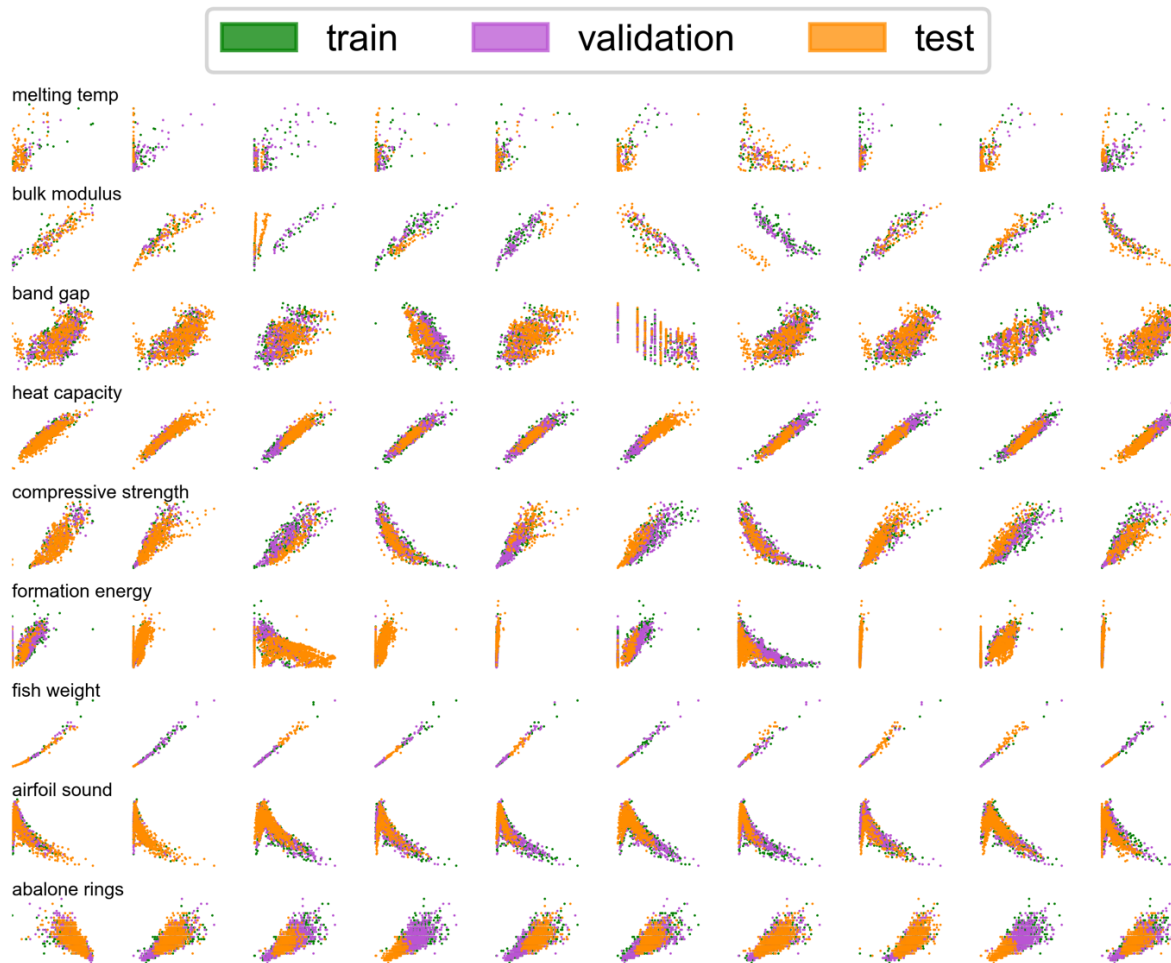 train validation test
melting temp
bulk modulus
band gap
heat capacity
compressive strength
formation energy
fish weight
airfoil sound
abalone rings